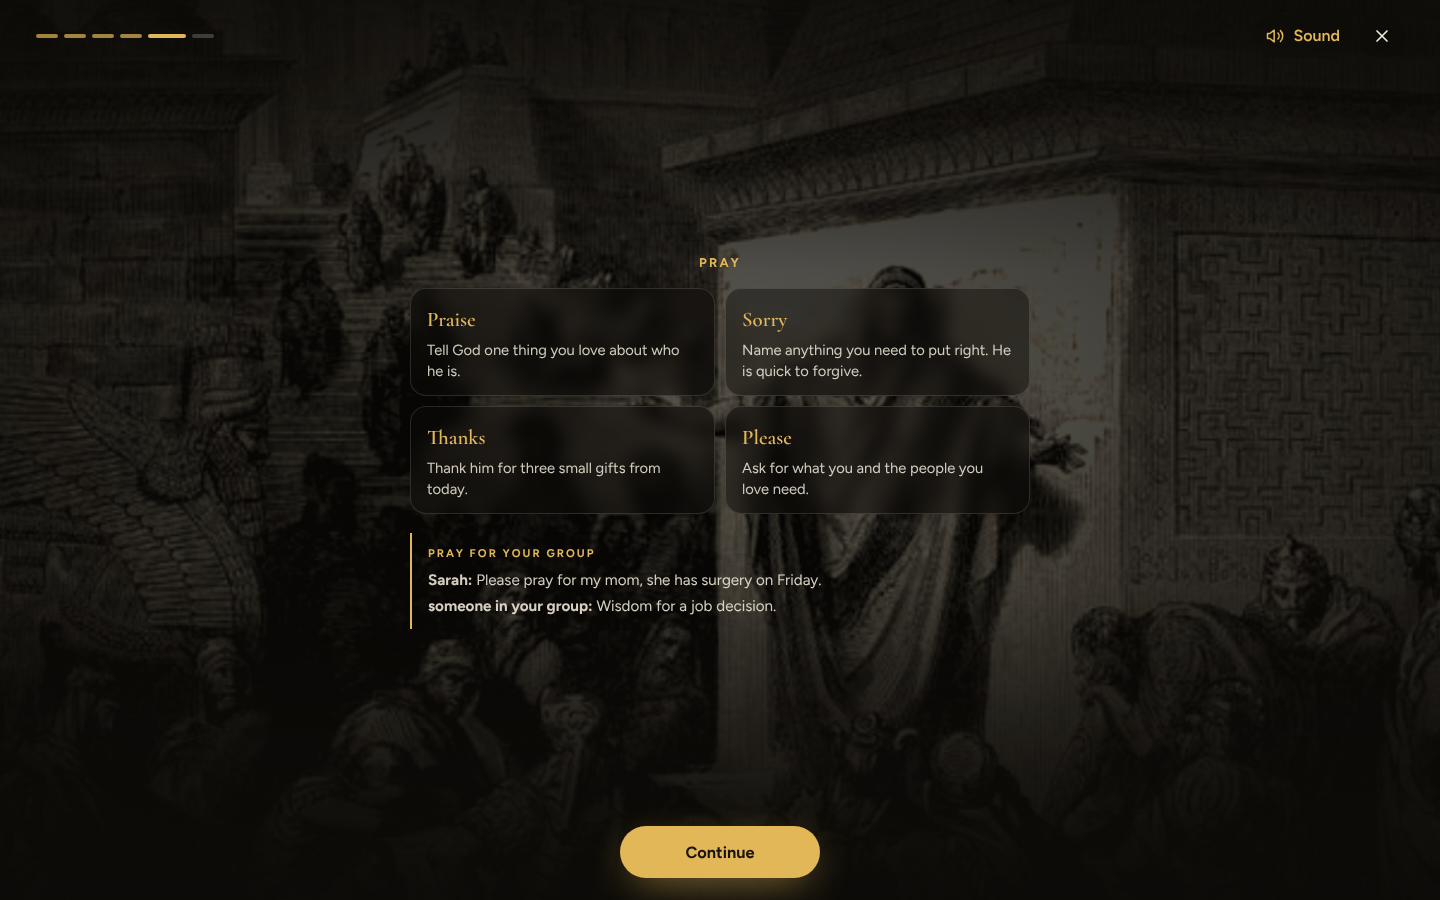 Sound
PRAY
Praise
Tell God one thing you love about who
he is.
Sorry
Name anything you need to put right. He
is quick to forgive.
Thanks
Thank him for three small gifts from
today.
Please
Ask for what you and the people you
love need.
PRAY FOR YOUR GROUP
Sarah: Please pray for my mom, she has surgery on Friday.
someone in your group: Wisdom for a job decision.
Continue